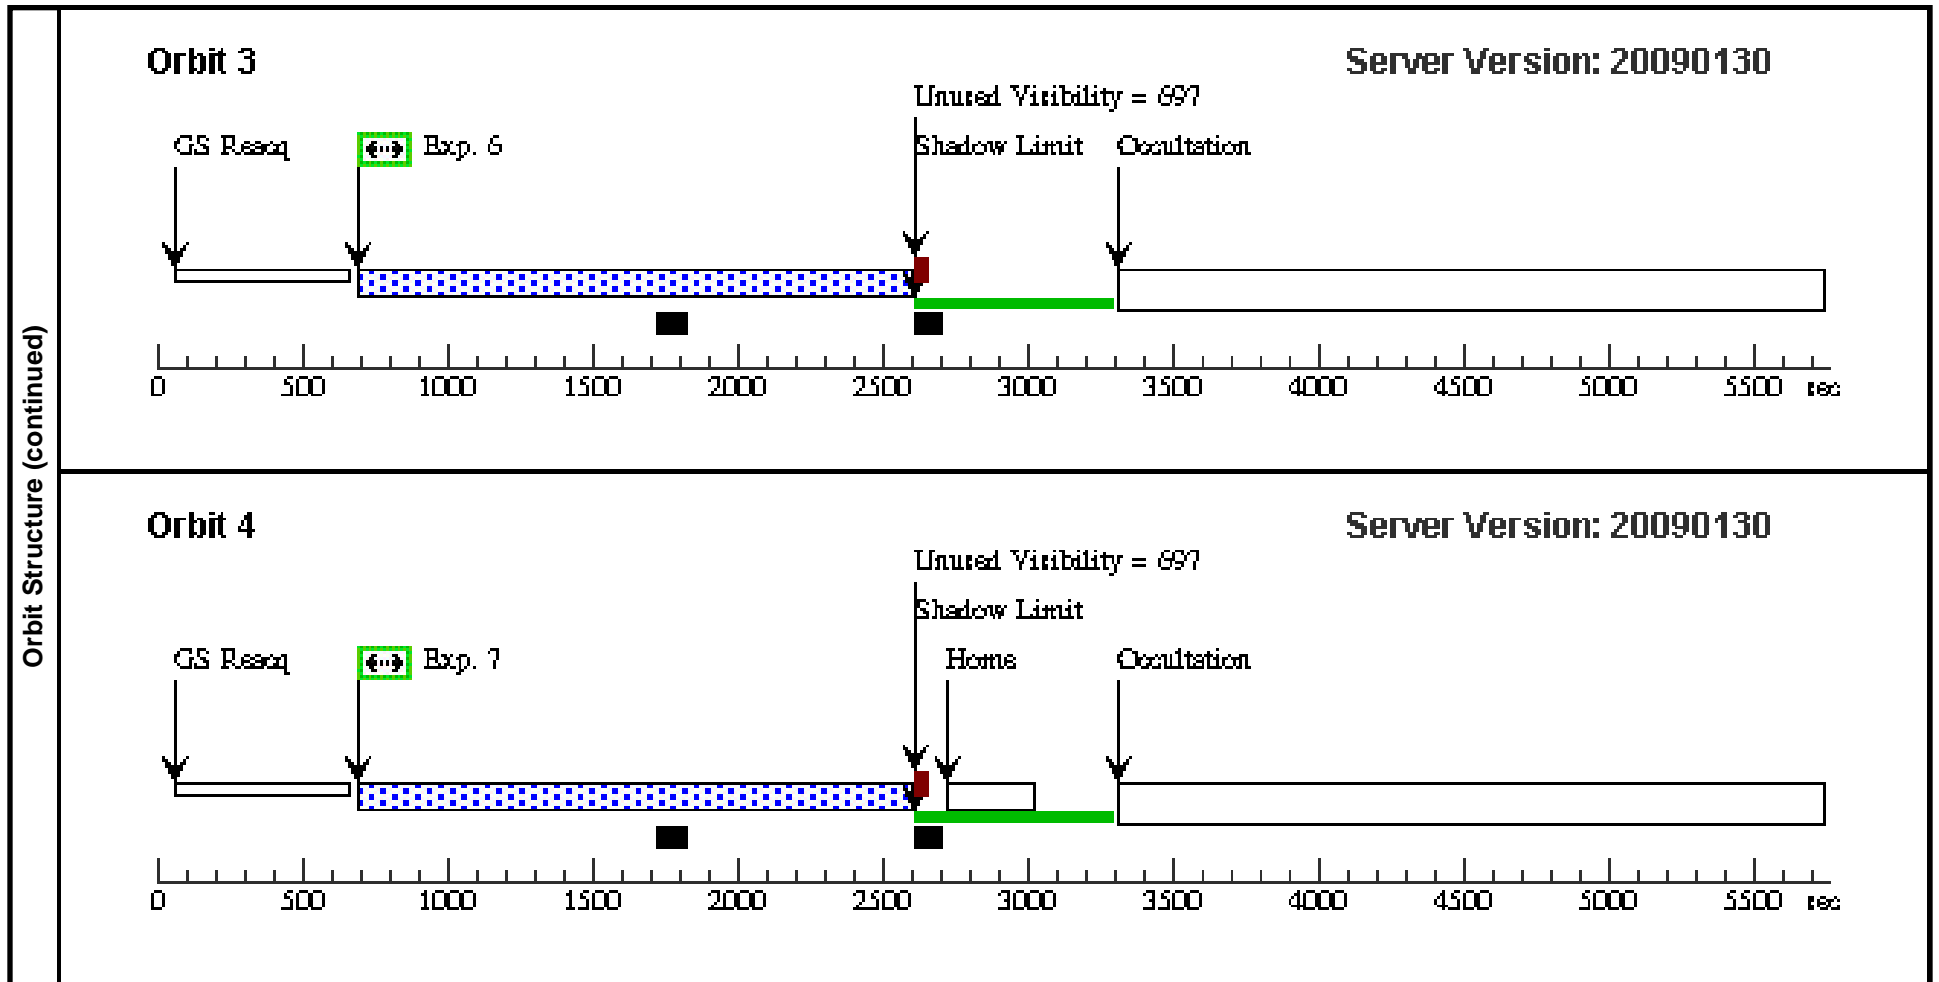 Orbit Structure (continued)
Orbit 3
Server Version: 20090130
Unused Visibility = 697
GS Reacq
Exp. 6
Shadow Limit
Occultation
0 500 1000 1500 2000 2500 3000 3500 4000 4500 5000 5500 sec
Orbit 4
Server Version: 20090130
Unused Visibility = 697
Shadow Limit
GS Reacq
Exp. 7
Home
Occultation
0 500 1000 1500 2000 2500 3000 3500 4000 4500 5000 5500 sec